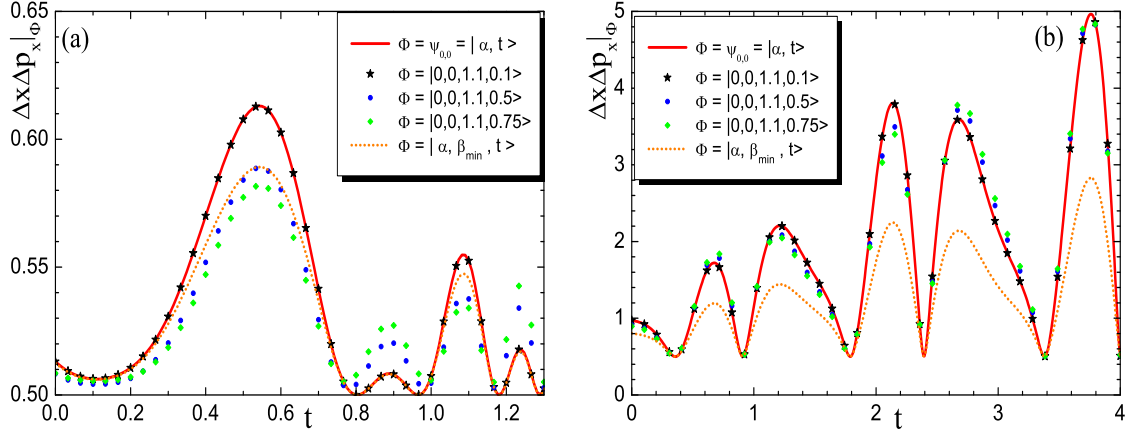 (a)
ΔxΔpₓ|Φ
0.65
0.60
0.55
0.50
0.0 0.2 0.4 0.6 0.8 1.0 1.2
t
Φ = ψ₀,₀ = | α, t >
Φ = |0,0,1.1,0.1>
Φ = |0,0,1.1,0.5>
Φ = |0,0,1.1,0.75>
Φ = | α, βmin , t>
(b)
ΔxΔpₓ|Φ
5
4
3
2
1
0
0 1 2 3 4
t
Φ = ψ₀,₀ = |α, t>
Φ = |0,0,1.1,0.1>
Φ = |0,0,1.1,0.5>
Φ = |0,0,1.1,0.75>
Φ = |α, βmin , t>